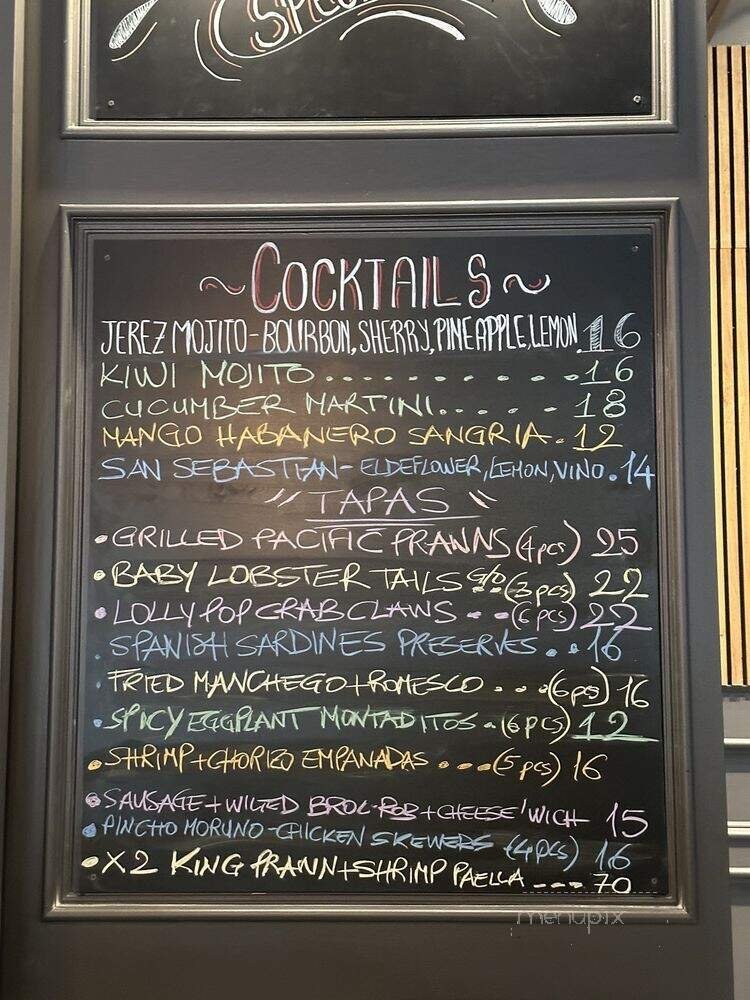 ~COCKTAILS~
JEREZ MOJITO-BOURBON, SHERRY, PINEAPPLE, LEMON. 16
KIWI MOJITO.........16
CUCUMBER MARTINI.....18
MANGO HABANERO SANGRIA.12
SAN SEBASTIAN-ELDEFLOWER, LEMON, VINO.14
"TAPAS"
•GRILLED PACIFIC PRAWNS (4pcs) 25
•BABY LOBSTER TAILS G/O (3pcs) 22
•LOLLYPOP CRAB CLAWS -- (6pcs) 22
•SPANISH SARDINES PRESERVES..16
•FRIED MANCHEGO+ROMESCO...(6pcs) 16
•SPICY EGGPLANT MONTADITOS.(6pcs) 12
•SHRIMP+CHORIZO EMPANADAS...(5pcs) 16
•SAUSAGE+WILTED BROC·ROB+CHEESE'WICH 15
•PINCHO MORUNO-CHICKEN SKEWERS (4pcs) 16
•X2 KING PRAWN+SHRIMP PAELLA ---70
menupix